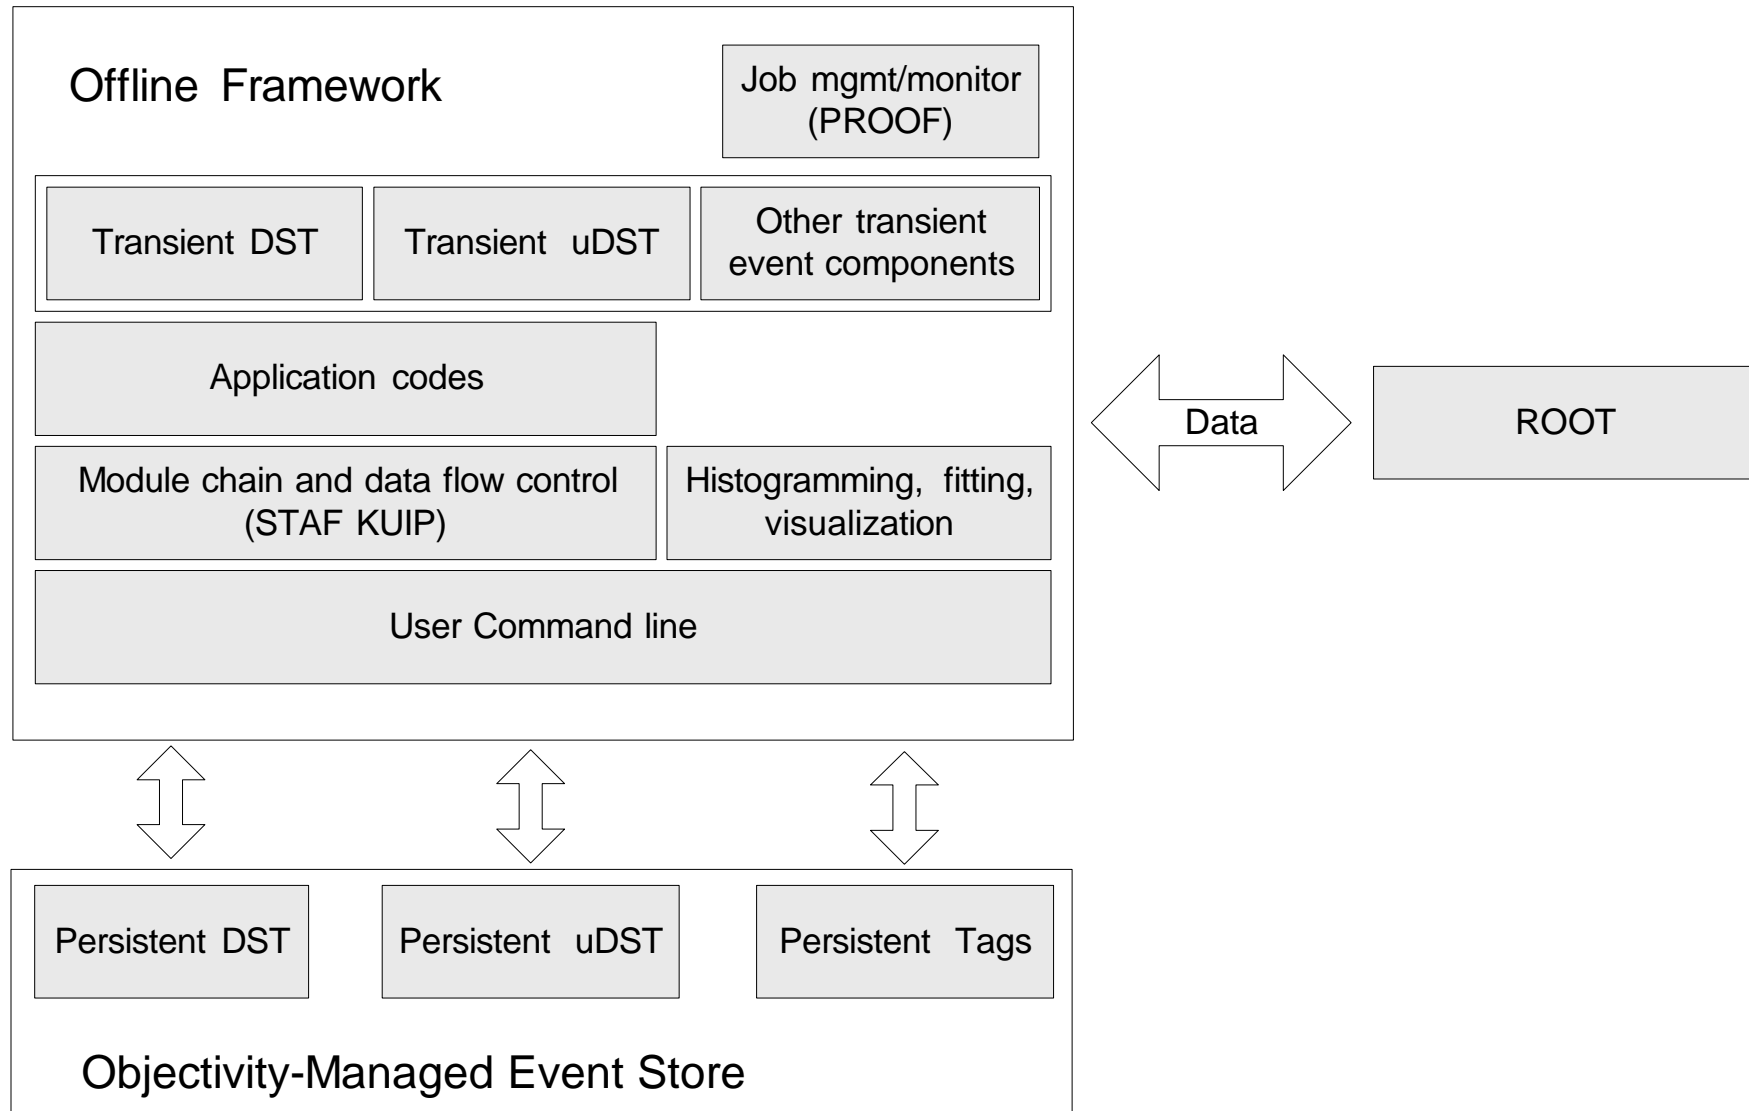 Offline Framework
Job mgmt/monitor
(PROOF)
Transient DST
Transient uDST
Other transient
event components
Application codes
Data
ROOT
Module chain and data flow control
(STAF KUIP)
Histogramming, fitting,
visualization
User Command line
Persistent DST
Persistent uDST
Persistent Tags
Objectivity-Managed Event Store